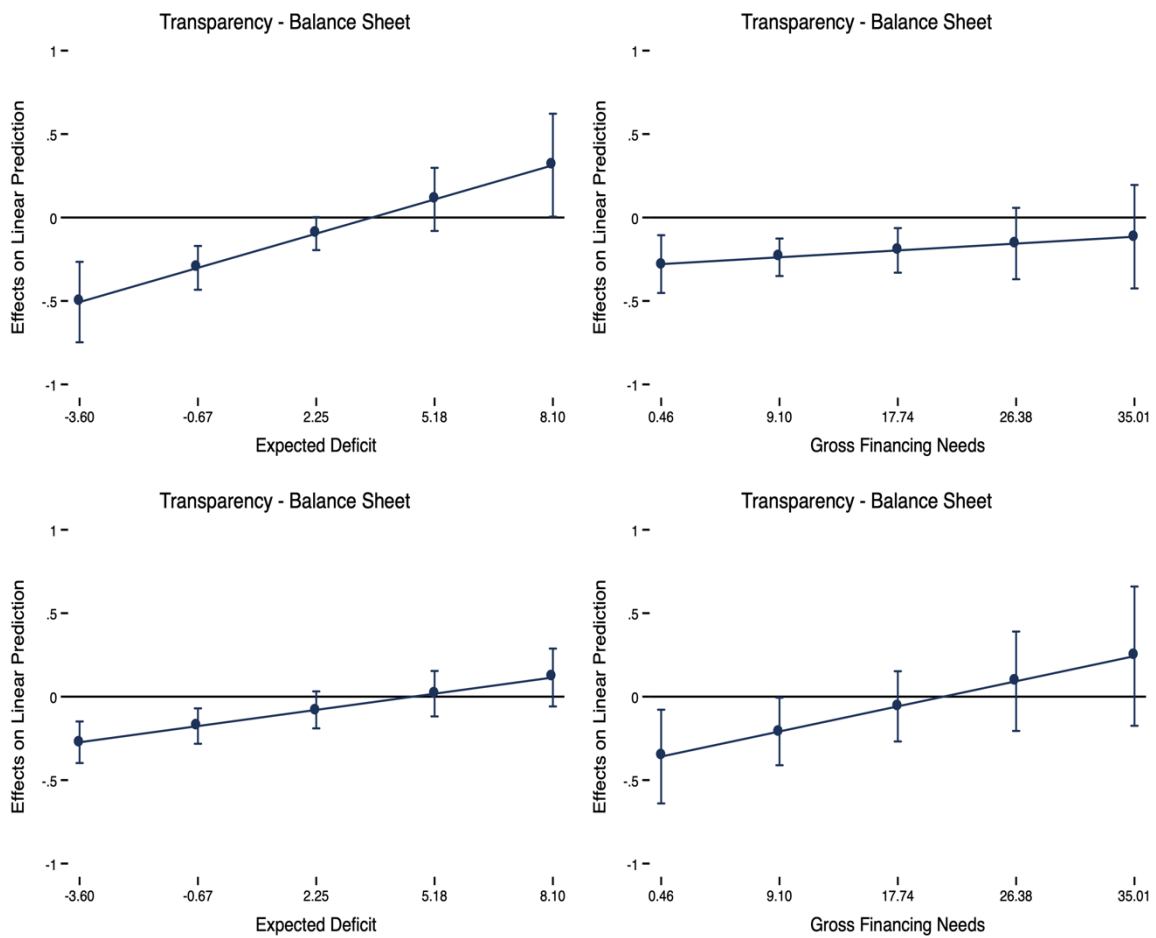 Transparency - Balance Sheet
1
.5
0
-.5
-1
Effects on Linear Prediction
-3.60 -0.67 2.25 5.18 8.10
Expected Deficit
Transparency - Balance Sheet
1
.5
0
-.5
-1
Effects on Linear Prediction
0.46 9.10 17.74 26.38 35.01
Gross Financing Needs
Transparency - Balance Sheet
1
.5
0
-.5
-1
Effects on Linear Prediction
-3.60 -0.67 2.25 5.18 8.10
Expected Deficit
Transparency - Balance Sheet
1
.5
0
-.5
-1
Effects on Linear Prediction
0.46 9.10 17.74 26.38 35.01
Gross Financing Needs